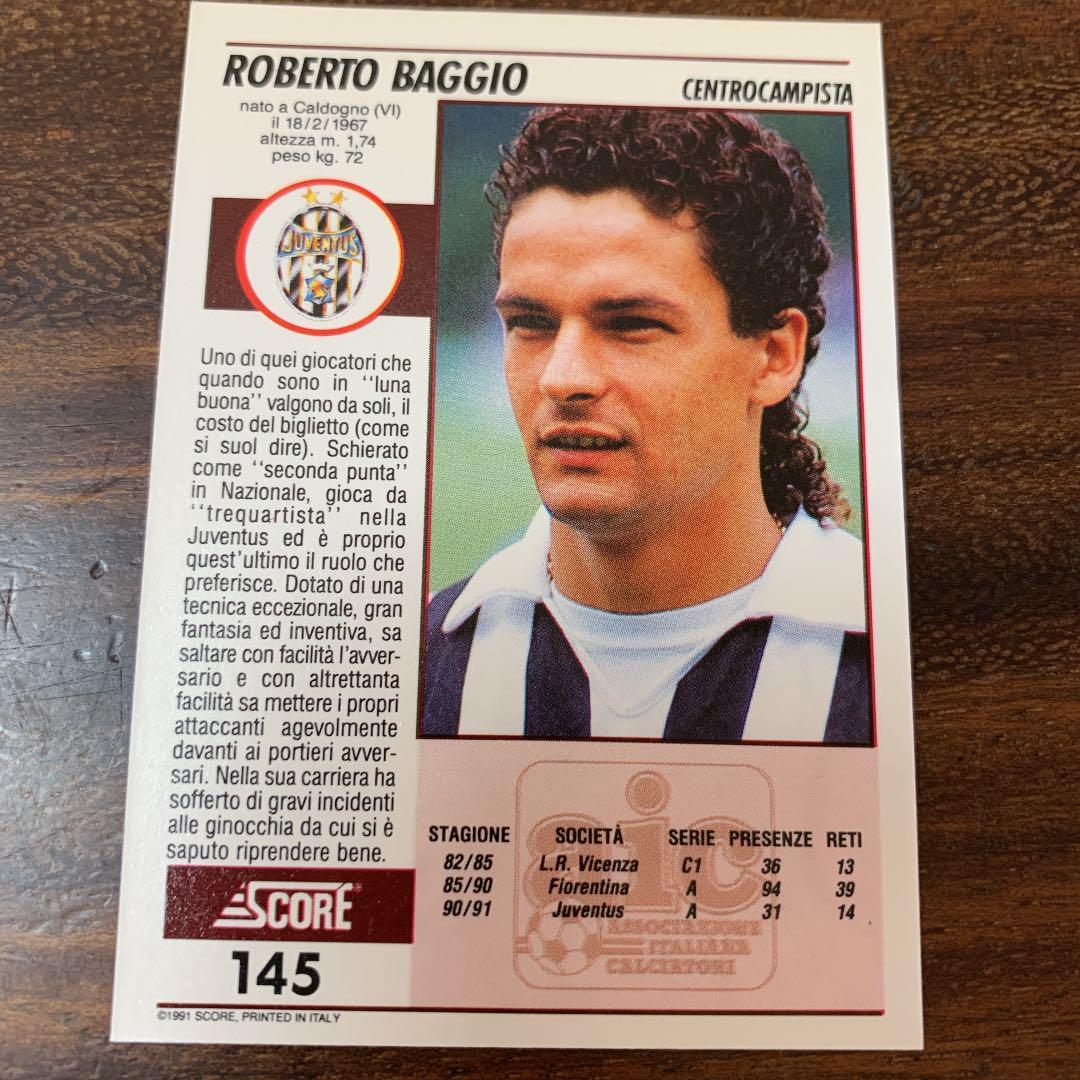 ROBERTO BAGGIO
CENTROCAMPISTA
nato a Caldogno (VI)
il 18/2/1967
altezza m. 1,74
peso kg. 72
JUVENTUS
Uno di quei giocatori che
quando sono in ''luna
buona'' valgono da soli, il
costo del biglietto (come
si suol dire). Schierato
come ''seconda punta''
in Nazionale, gioca da
''trequartista'' nella
Juventus ed è proprio
quest'ultimo il ruolo che
preferisce. Dotato di una
tecnica eccezionale, gran
fantasia ed inventiva, sa
saltare con facilità l'avver-
sario e con altrettanta
facilità sa mettere i propri
attaccanti agevolmente
davanti ai portieri avver-
sari. Nella sua carriera ha
sofferto di gravi incidenti
alle ginocchia da cui si è
saputo riprendere bene.
STAGIONE SOCIETÀ SERIE PRESENZE RETI
82/85 L.R. Vicenza C1 36 13
85/90 Fiorentina A 94 39
90/91 Juventus A 31 14
aic
ASSOCIAZIONE
ITALIANA
CALCIATORI
SCORE
145
©1991 SCORE, PRINTED IN ITALY